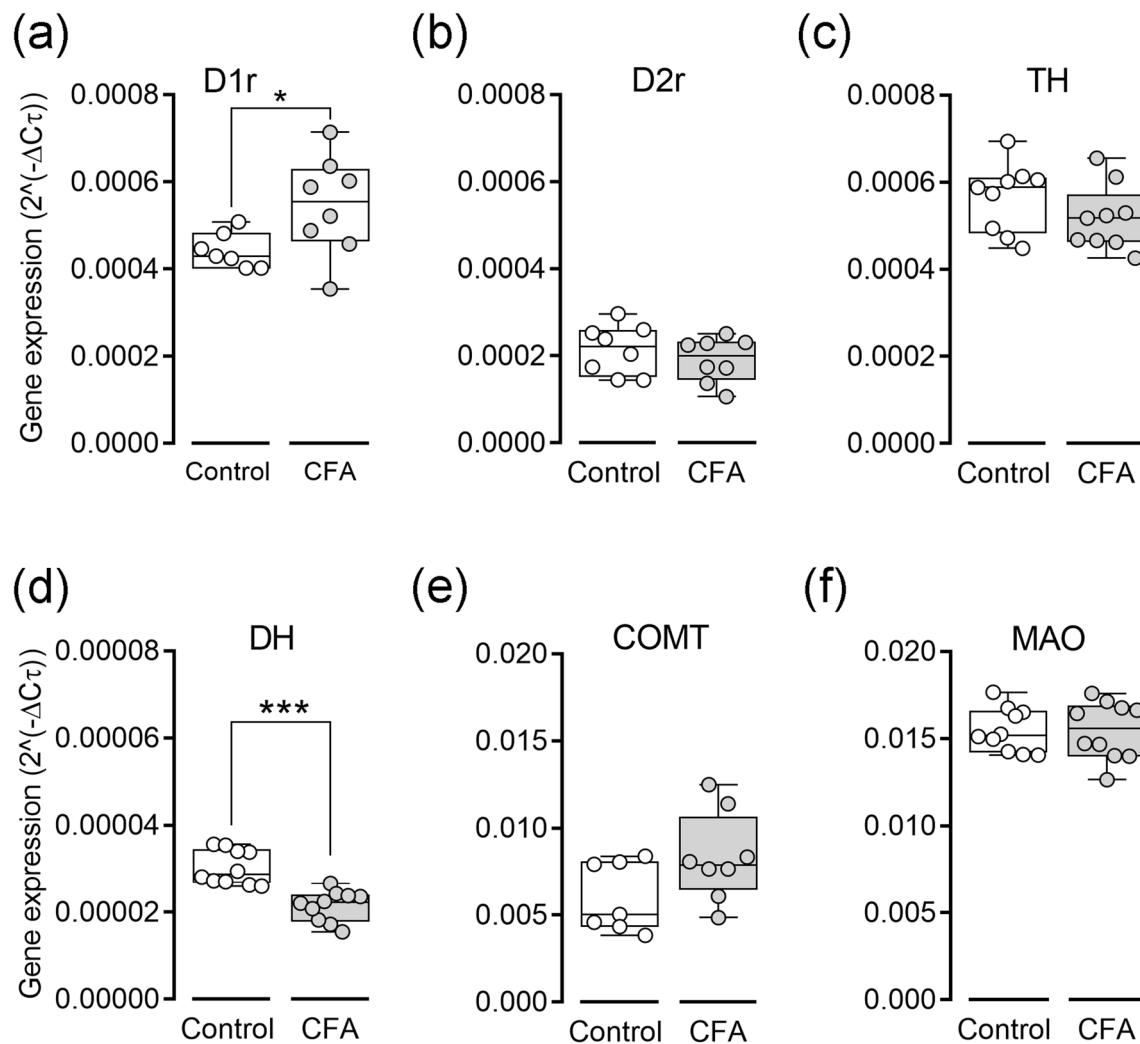 (a)
D1r
*
Gene expression (2^(-ΔCτ))
0.0008
0.0006
0.0004
0.0002
0.0000
Control CFA
(b)
D2r
0.0008
0.0006
0.0004
0.0002
0.0000
Control CFA
(c)
TH
0.0008
0.0006
0.0004
0.0002
0.0000
Control CFA
(d)
DH
***
Gene expression (2^(-ΔCτ))
0.00008
0.00006
0.00004
0.00002
0.00000
Control CFA
(e)
COMT
0.020
0.015
0.010
0.005
0.000
Control CFA
(f)
MAO
0.020
0.015
0.010
0.005
0.000
Control CFA